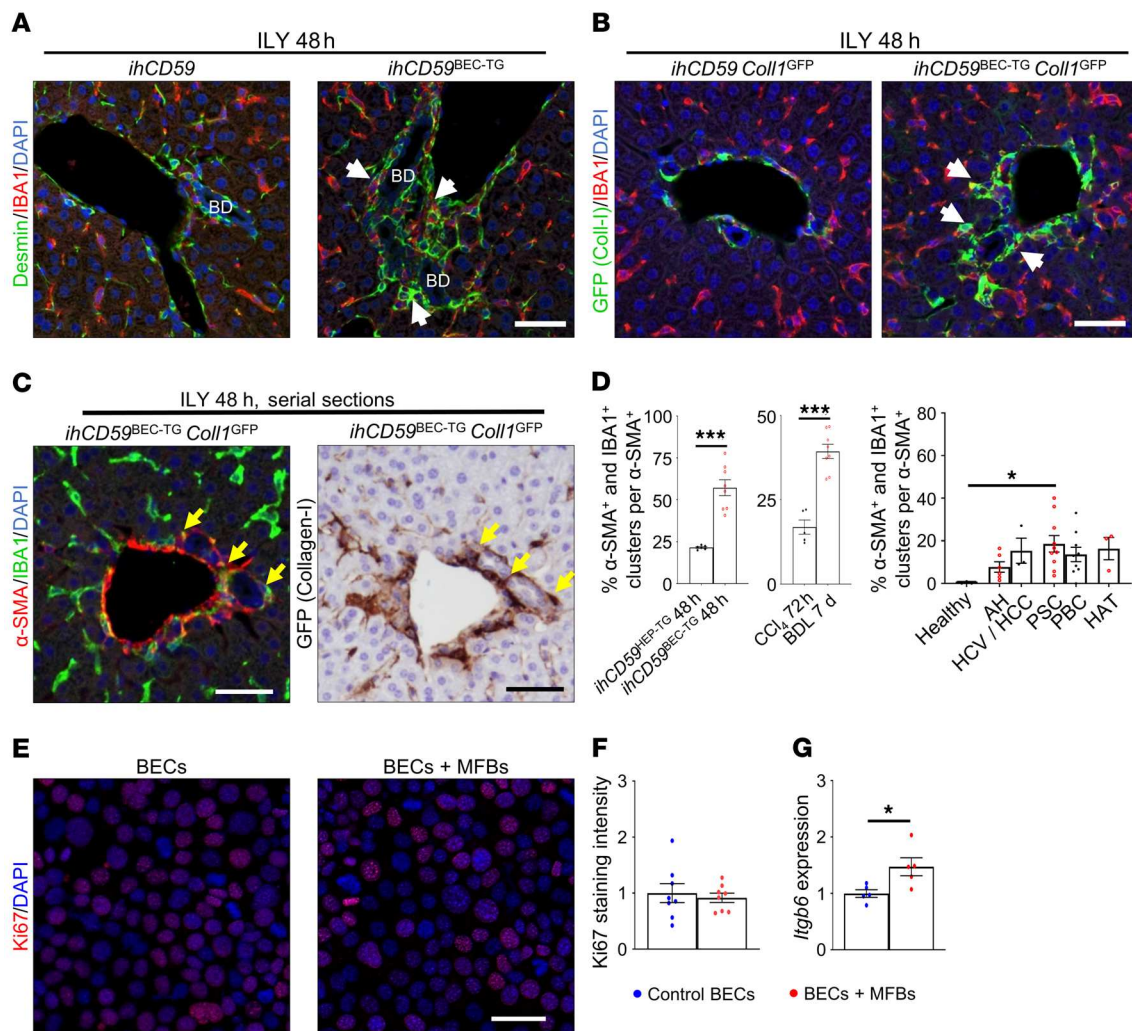 A
ILY 48 h
ihCD59
ihCD59BEC-TG
Desmin/IBA1/DAPI
BD
BD
BD
B
ILY 48 h
ihCD59 Coll1GFP
ihCD59BEC-TG Coll1GFP
GFP (Coll-I)/IBA1/DAPI
C
ILY 48 h, serial sections
ihCD59BEC-TG Coll1GFP
ihCD59BEC-TG Coll1GFP
α-SMA/IBA1/DAPI
GFP (Collagen-I)
D
% α-SMA+ and IBA1+
clusters per α-SMA+
100
75
50
25
0
***
ihCD59HEP-TG 48 h
ihCD59BEC-TG 48 h
50
25
0
***
CCl4 72 h
BDL 7 d
% α-SMA+ and IBA1+
clusters per α-SMA+
80
60
40
20
0
*
Healthy
AH
HCV / HCC
PSC
PBC
HAT
E
BECs
BECs + MFBs
Ki67/DAPI
F
Ki67 staining intensity
3
2
1
0
G
Itgb6 expression
3
2
1
0
*
Control BECs
BECs + MFBs